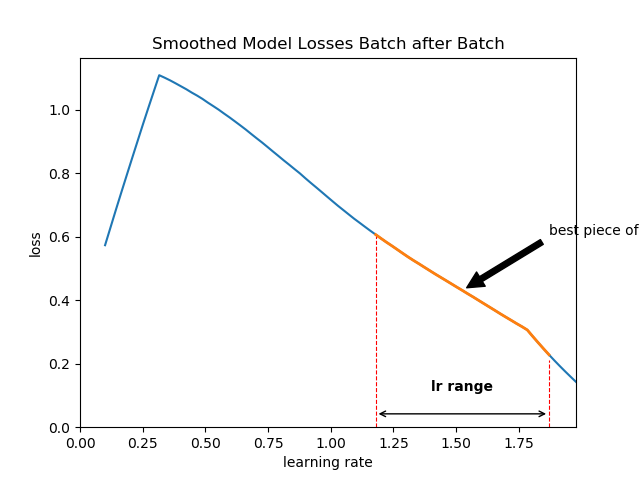 Smoothed Model Losses Batch after Batch
loss
1.0
0.8
0.6
0.4
0.2
0.0
best piece of
lr range
0.00 0.25 0.50 0.75 1.00 1.25 1.50 1.75
learning rate